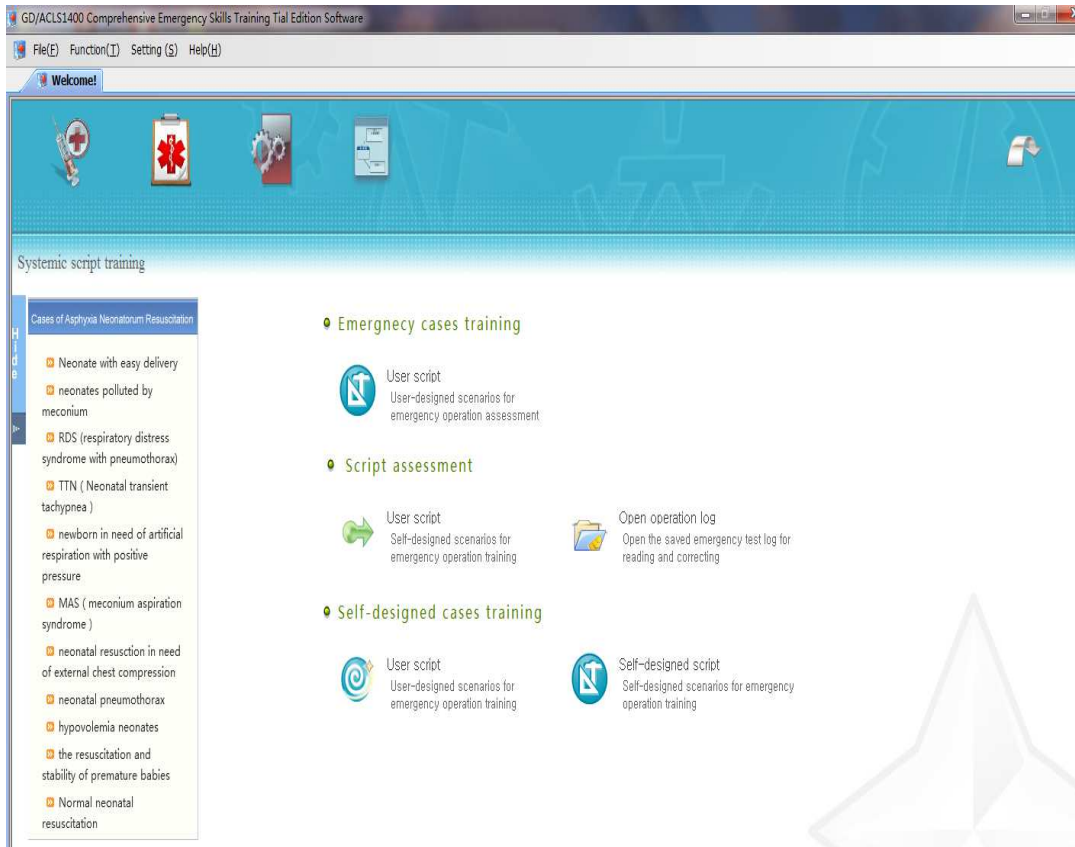 GD/ACLS1400 Comprehensive Emergency Skills Training Tial Edition Software
File(F) Function(T) Setting (S) Help(H)
Welcome!
Systemic script training
Hide
Cases of Asphyxia Neonatorum Resuscitation
Neonate with easy delivery
neonates polluted by
meconium
RDS (respiratory distress
syndrome with pneumothorax)
TTN ( Neonatal transient
tachypnea )
newborn in need of artificial
respiration with positive
pressure
MAS ( meconium aspiration
syndrome )
neonatal resusction in need
of external chest compression
neonatal pneumothorax
hypovolemia neonates
the resuscitation and
stability of premature babies
Normal neonatal
resuscitation
Emergnecy cases training
User script
User-designed scenarios for
emergency operation assessment
Script assessment
User script
Self-designed scenarios for
emergency operation training
Open operation log
Open the saved emergency test log for
reading and correcting
Self-designed cases training
User script
User-designed scenarios for
emergency operation training
Self-designed script
Self-designed scenarios for emergency
operation training